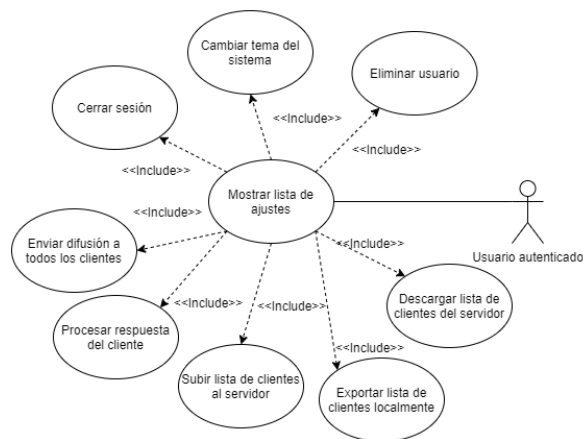 Cambiar tema del
sistema
Eliminar usuario
Cerrar sesión
<<Include>>
<<Include>>
<<Include>>
Mostrar lista de
ajustes
<<Include>>
Enviar difusión a
todos los clientes
<<Include>>
Usuario autenticado
Procesar respuesta
del cliente
<<Include>>
<<Include>>
Descargar lista de
clientes del servidor
<<Include>>
Subir lista de clientes
al servidor
Exportar lista de
clientes localmente